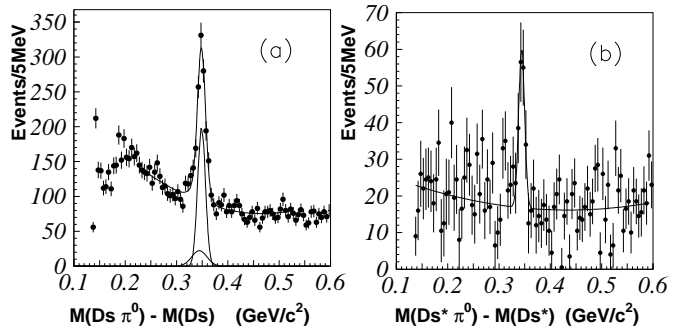 Events/5MeV
350
300
250
200
150
100
50
0
(a)
0.1 0.2 0.3 0.4 0.5 0.6
M(Ds π⁰) - M(Ds) (GeV/c²)
Events/5MeV
70
60
50
40
30
20
10
0
(b)
0.1 0.2 0.3 0.4 0.5 0.6
M(Ds* π⁰) - M(Ds*) (GeV/c²)